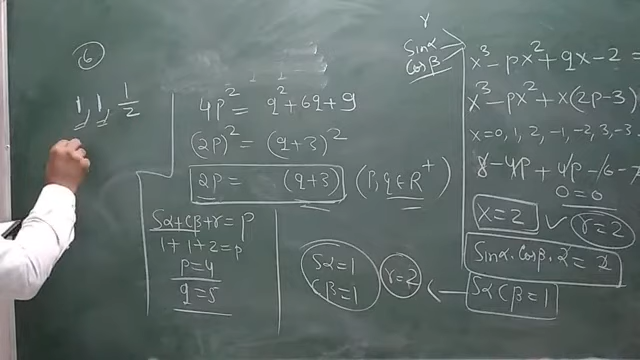 6
1, 1, 1/2
4p² = q² + 6q + 9
(2p)² = (q+3)²
2p = (q+3) (p, q ∈ R⁺)
Sα + Cβ + r = p
1 + 1 + 2 = p
p = 4
q = 5
Sα = 1
Cβ = 1
r = 2
r
Sinα
Cosβ
x³ - px² + qx - 2 =
x³ - px² + x(2p-3)
x = 0, 1, 2, -1, -2, 3, -3
8 - 4p + 4p - 6 -
0 = 0
x = 2 ✓ r = 2
Sinα · Cosβ · 2 = 2
Sα Cβ = 1